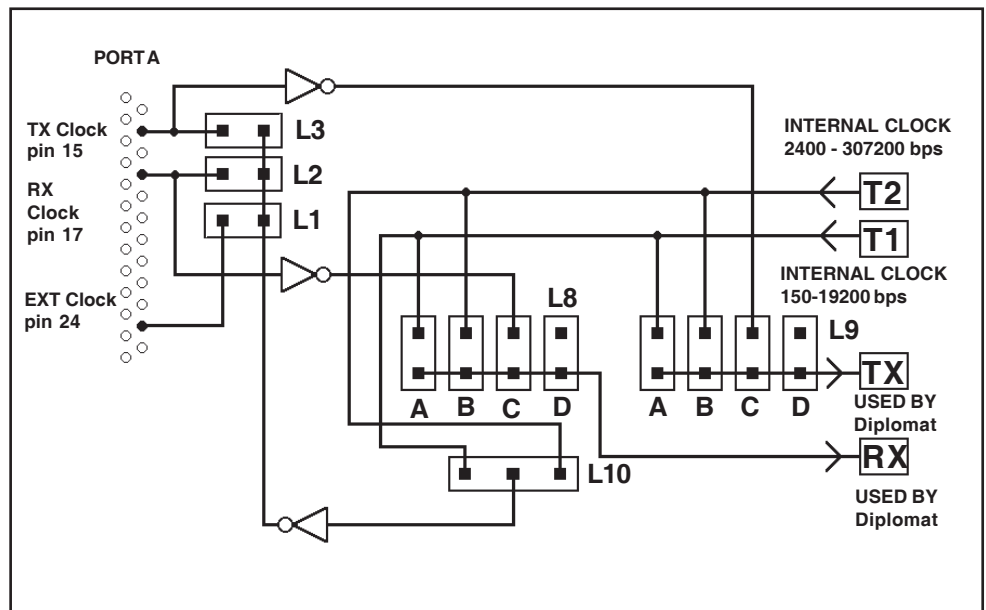 PORT A
TX Clock
pin 15
RX
Clock
pin 17
EXT Clock
pin 24
L3
L2
L1
INTERNAL CLOCK
2400 - 307200 bps
T2
T1
INTERNAL CLOCK
150-19200 bps
L8
L9
A B C D
A B C D
TX
USED BY
Diplomat
RX
USED BY
Diplomat
L10